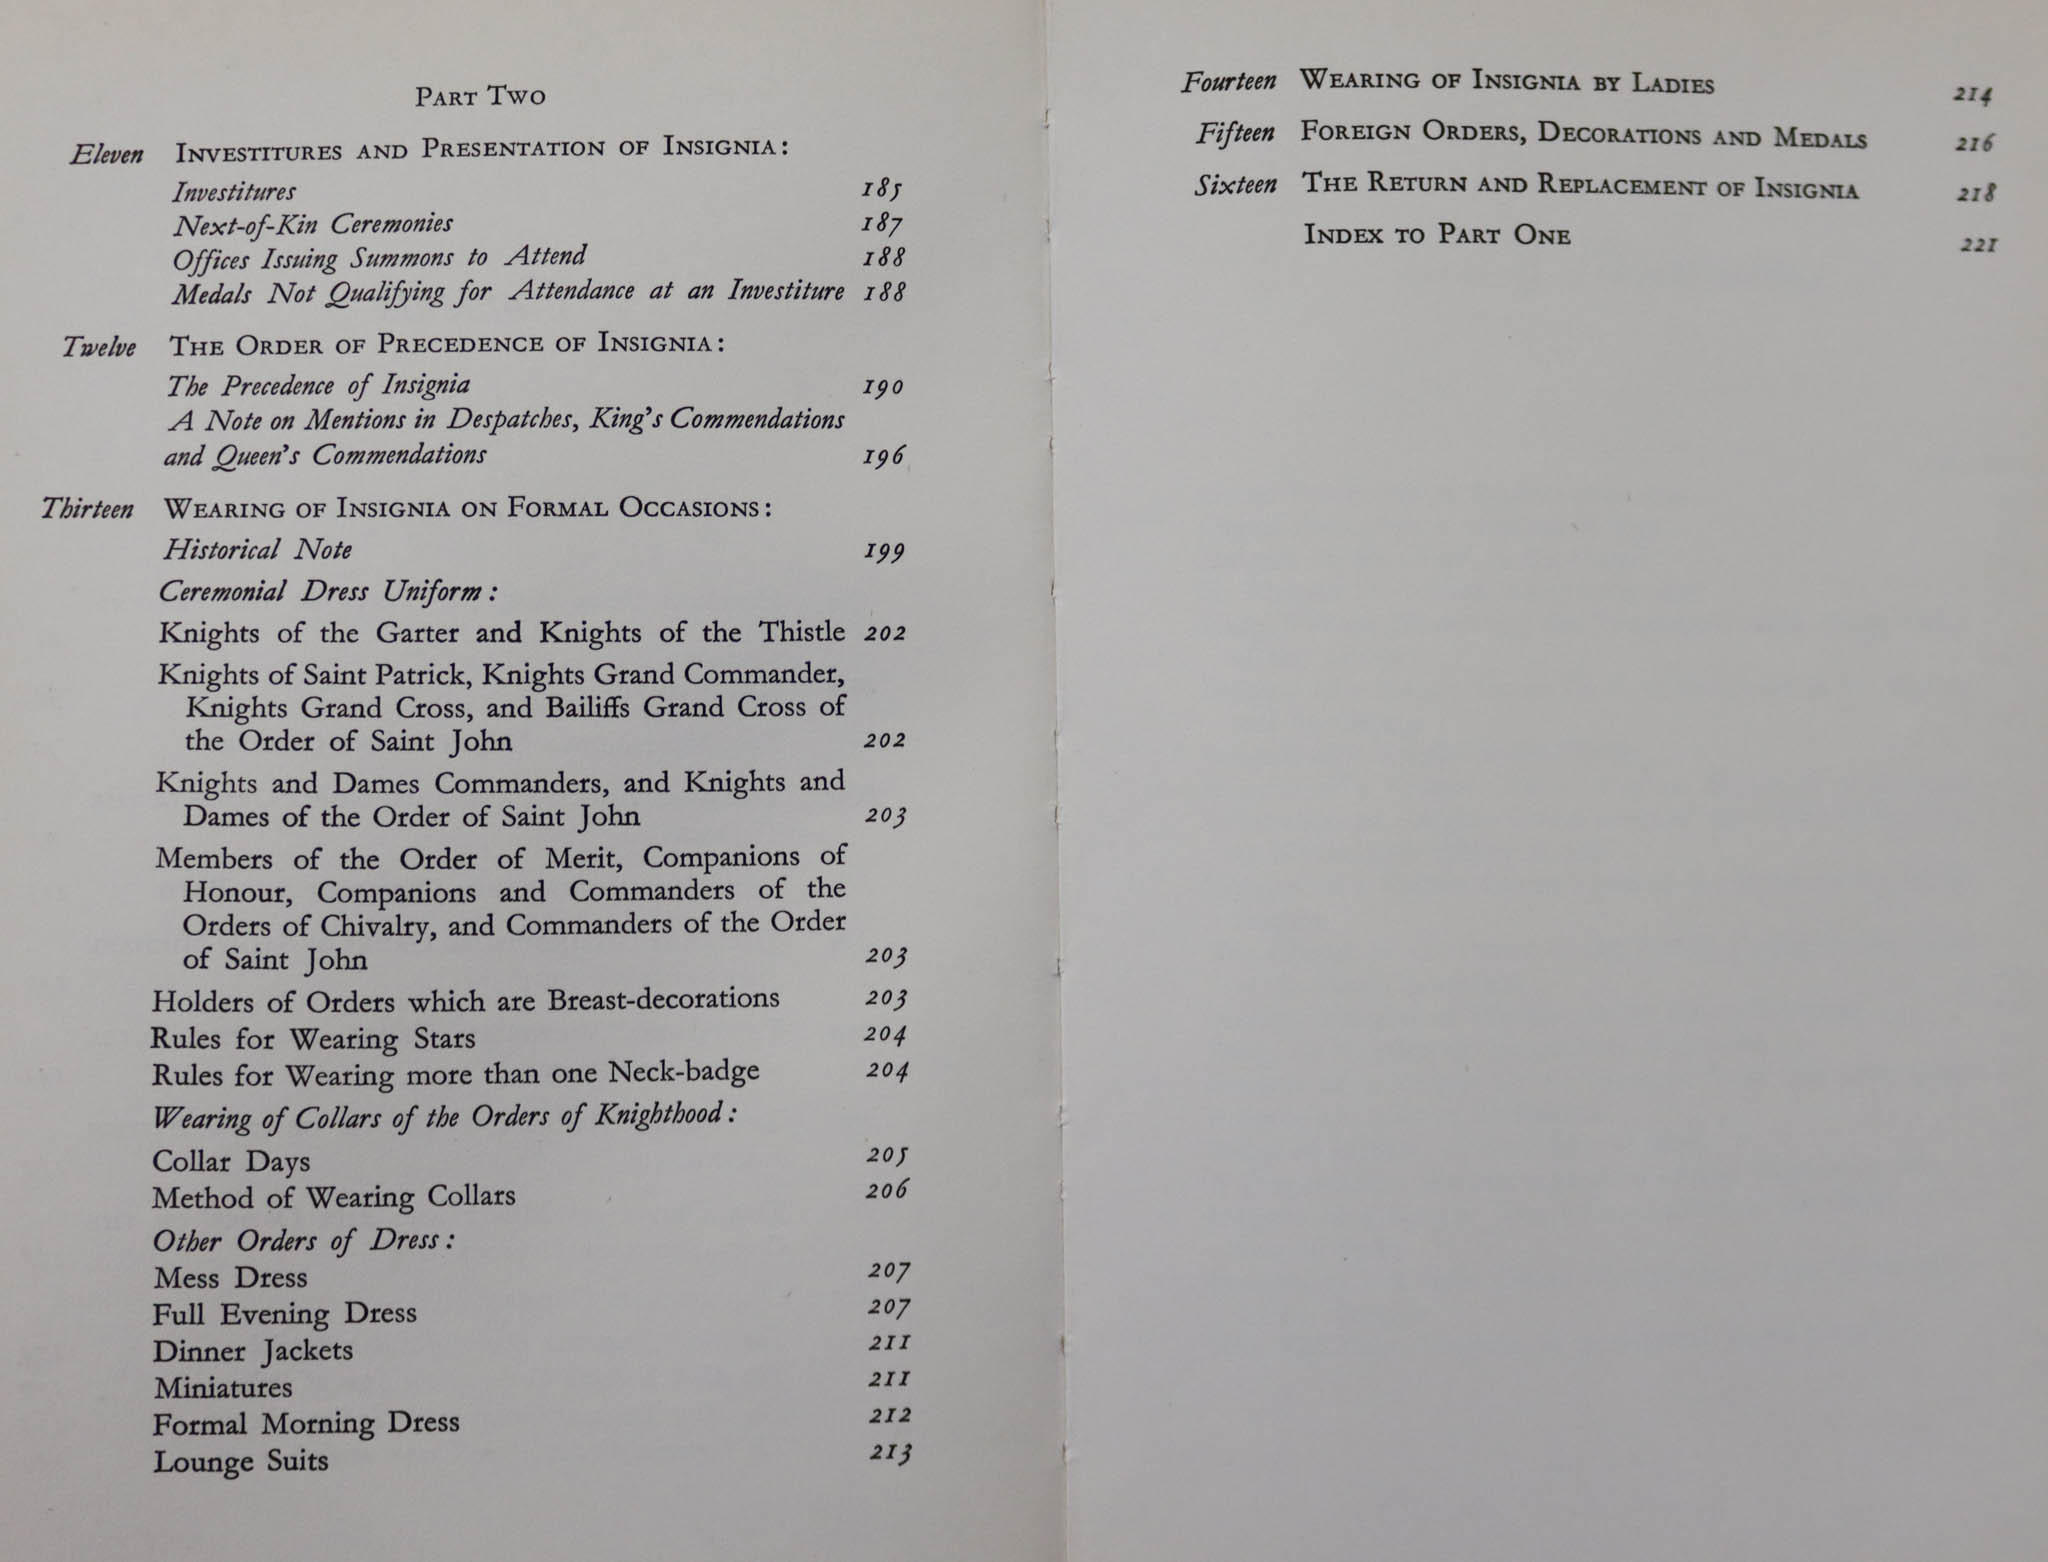 PART TWO
Eleven INVESTITURES AND PRESENTATION OF INSIGNIA:
Investitures 185
Next-of-Kin Ceremonies 187
Offices Issuing Summons to Attend 188
Medals Not Qualifying for Attendance at an Investiture 188
Twelve THE ORDER OF PRECEDENCE OF INSIGNIA:
The Precedence of Insignia 190
A Note on Mentions in Despatches, King's Commendations
and Queen's Commendations 196
Thirteen WEARING OF INSIGNIA ON FORMAL OCCASIONS:
Historical Note 199
Ceremonial Dress Uniform:
Knights of the Garter and Knights of the Thistle 202
Knights of Saint Patrick, Knights Grand Commander,
Knights Grand Cross, and Bailiffs Grand Cross of
the Order of Saint John 202
Knights and Dames Commanders, and Knights and
Dames of the Order of Saint John 203
Members of the Order of Merit, Companions of
Honour, Companions and Commanders of the
Orders of Chivalry, and Commanders of the Order
of Saint John 203
Holders of Orders which are Breast-decorations 203
Rules for Wearing Stars 204
Rules for Wearing more than one Neck-badge 204
Wearing of Collars of the Orders of Knighthood:
Collar Days 205
Method of Wearing Collars 206
Other Orders of Dress:
Mess Dress 207
Full Evening Dress 207
Dinner Jackets 211
Miniatures 211
Formal Morning Dress 212
Lounge Suits 213
Fourteen WEARING OF INSIGNIA BY LADIES 214
Fifteen FOREIGN ORDERS, DECORATIONS AND MEDALS 216
Sixteen THE RETURN AND REPLACEMENT OF INSIGNIA 218
INDEX TO PART ONE 221